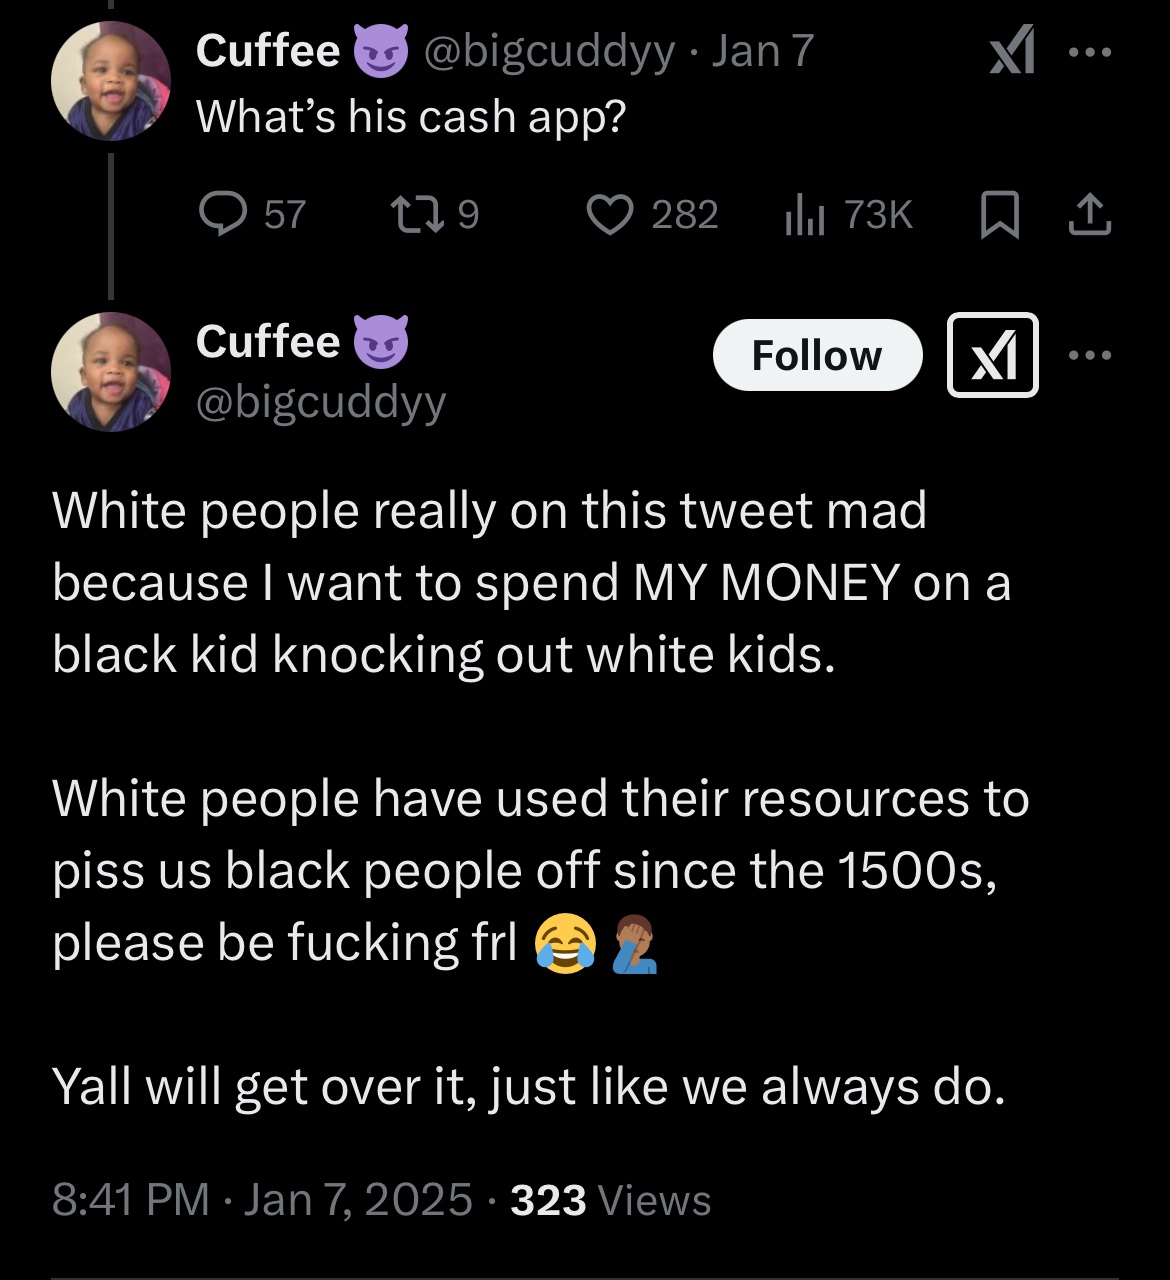 Cuffee 😈 @bigcuddyy · Jan 7
What's his cash app?
57 9 282 73K
Cuffee 😈
Follow
@bigcuddyy
White people really on this tweet mad
because I want to spend MY MONEY on a
black kid knocking out white kids.
White people have used their resources to
piss us black people off since the 1500s,
please be fucking frl 😂🤦🏾‍♂️
Yall will get over it, just like we always do.
8:41 PM · Jan 7, 2025 · 323 Views